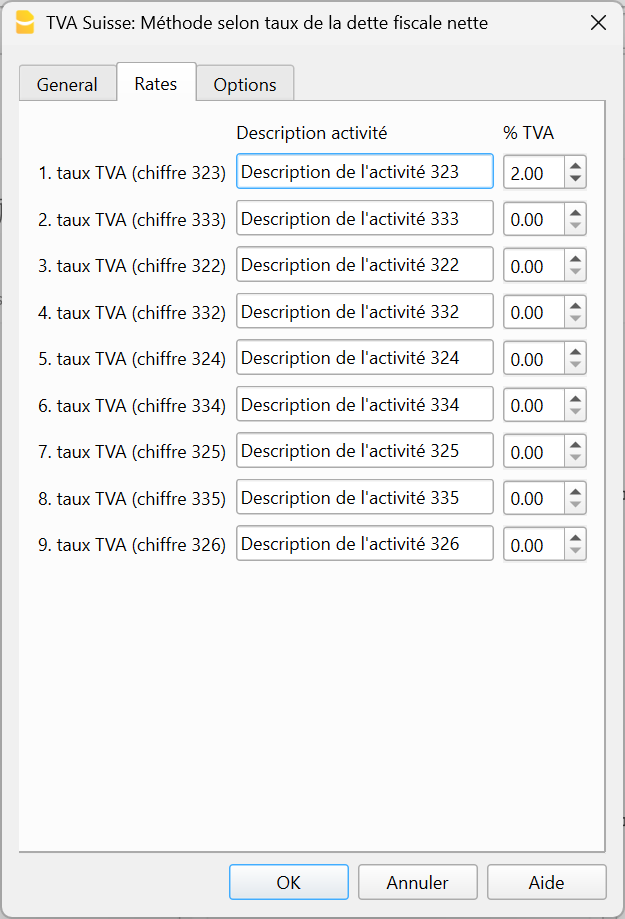 TVA Suisse: Méthode selon taux de la dette fiscale nette
General Rates Options
Description activité % TVA
1. taux TVA (chiffre 323) Description de l'activité 323 2.00
2. taux TVA (chiffre 333) Description de l'activité 333 0.00
3. taux TVA (chiffre 322) Description de l'activité 322 0.00
4. taux TVA (chiffre 332) Description de l'activité 332 0.00
5. taux TVA (chiffre 324) Description de l'activité 324 0.00
6. taux TVA (chiffre 334) Description de l'activité 334 0.00
7. taux TVA (chiffre 325) Description de l'activité 325 0.00
8. taux TVA (chiffre 335) Description de l'activité 335 0.00
9. taux TVA (chiffre 326) Description de l'activité 326 0.00
OK Annuler Aide